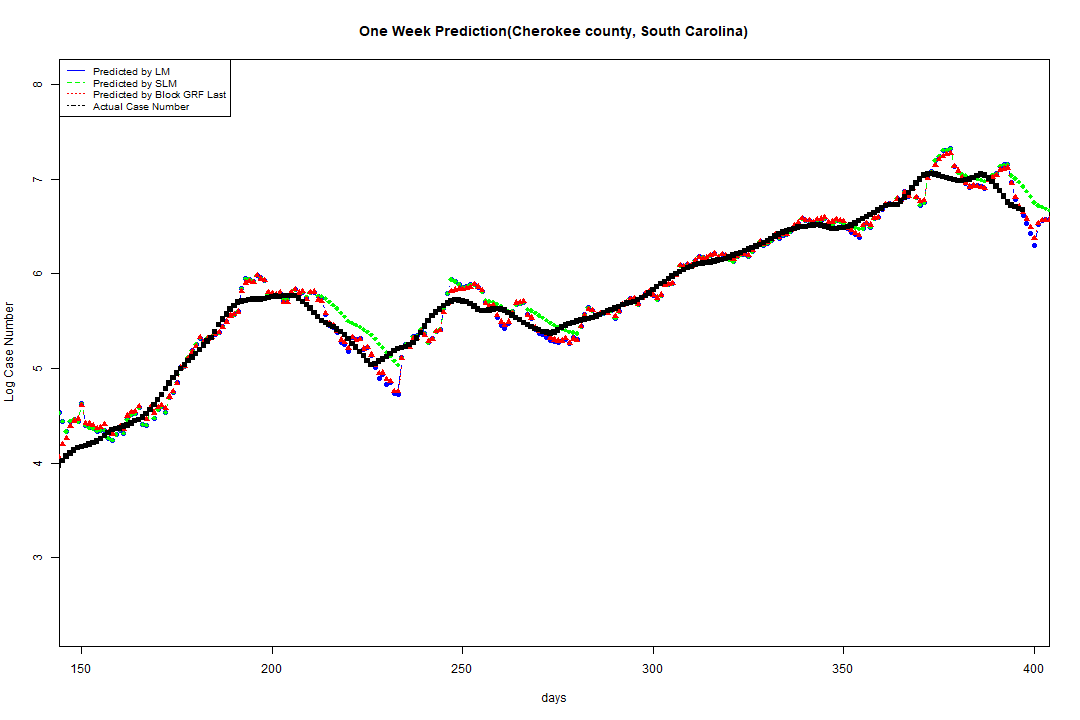 One Week Prediction(Cherokee county, South Carolina)
Predicted by LM
Predicted by SLM
Predicted by Block GRF Last
Actual Case Number
8
7
6
5
4
3
Log Case Number
150 200 250 300 350 400
days